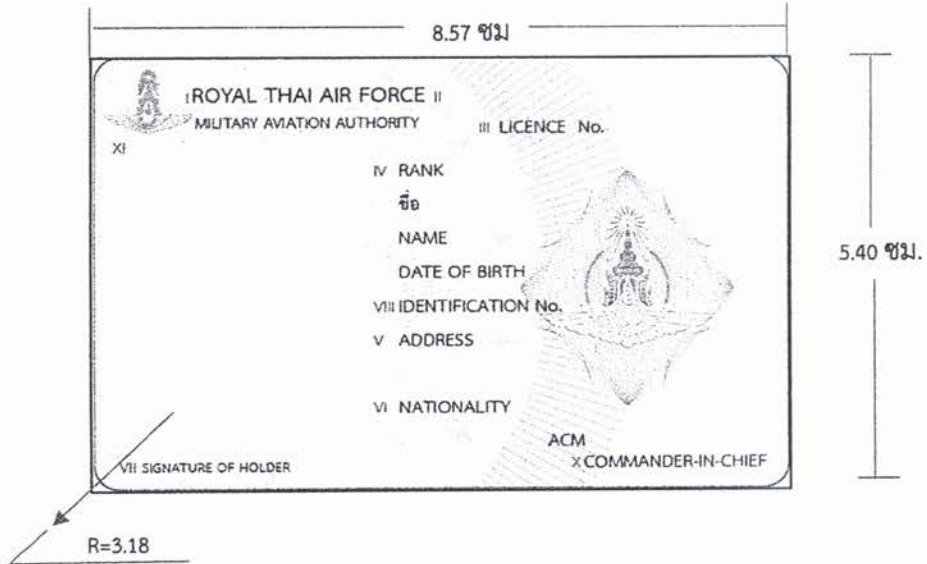 8.57 ซม
I ROYAL THAI AIR FORCE II
MILITARY AVIATION AUTHORITY
III LICENCE No.
XI
IV RANK
ชื่อ
NAME
DATE OF BIRTH
VIII IDENTIFICATION No.
V ADDRESS
VI NATIONALITY
ACM
X COMMANDER-IN-CHIEF
VII SIGNATURE OF HOLDER
5.40 ซม.
R=3.18